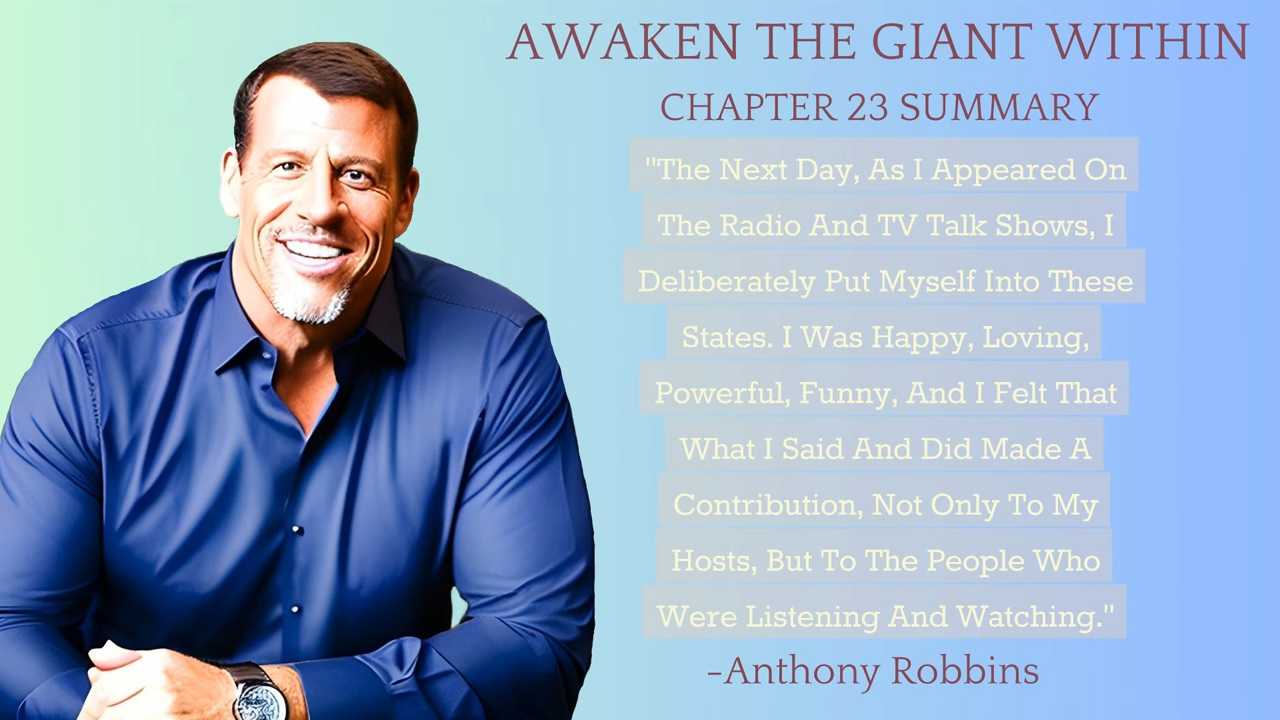 AWAKEN THE GIANT WITHIN
CHAPTER 23 SUMMARY
"The Next Day, As I Appeared On
The Radio And TV Talk Shows, I
Deliberately Put Myself Into These
States. I Was Happy, Loving,
Powerful, Funny, And I Felt That
What I Said And Did Made A
Contribution, Not Only To My
Hosts, But To The People Who
Were Listening And Watching."
-Anthony Robbins